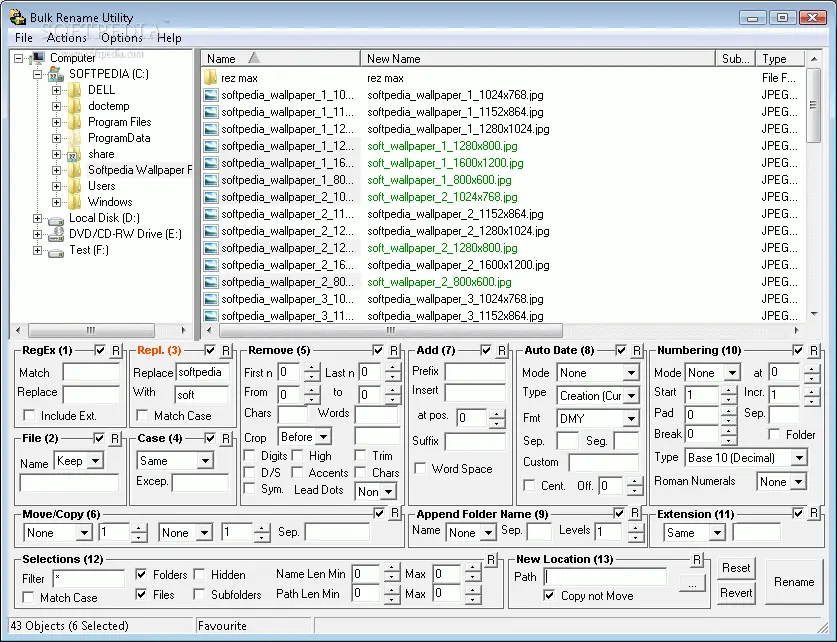 Bulk Rename Utility
File Actions Options Help
SOFTPEDIA
www.softpedia.com
Computer
SOFTPEDIA (C:)
DELL
doctemp
Program Files
ProgramData
share
Softpedia Wallpaper F
Users
Windows
Local Disk (D:)
DVD/CD-RW Drive (E:)
Test (F:)
Name New Name Sub... Type
rez max rez max File F...
softpedia_wallpaper_1_10... softpedia_wallpaper_1_1024x768.jpg JPEG...
softpedia_wallpaper_1_11... softpedia_wallpaper_1_1152x864.jpg JPEG...
softpedia_wallpaper_1_12... softpedia_wallpaper_1_1280x1024.jpg JPEG...
softpedia_wallpaper_1_12... soft_wallpaper_1_1280x800.jpg JPEG...
softpedia_wallpaper_1_16... soft_wallpaper_1_1600x1200.jpg JPEG...
softpedia_wallpaper_1_80... soft_wallpaper_1_800x600.jpg JPEG...
softpedia_wallpaper_2_10... soft_wallpaper_2_1024x768.jpg JPEG...
softpedia_wallpaper_2_11... softpedia_wallpaper_2_1152x864.jpg JPEG...
softpedia_wallpaper_2_12... softpedia_wallpaper_2_1280x1024.jpg JPEG...
softpedia_wallpaper_2_12... soft_wallpaper_2_1280x800.jpg JPEG...
softpedia_wallpaper_2_16... softpedia_wallpaper_2_1600x1200.jpg JPEG...
softpedia_wallpaper_2_80... soft_wallpaper_2_800x600.jpg JPEG...
softpedia_wallpaper_3_10... softpedia_wallpaper_3_1024x768.jpg JPEG...
softpedia_wallpaper_3_11... softpedia_wallpaper_3_1152x864.jpg JPEG...
RegEx (1) R
Match
Replace
Include Ext.
Repl. (3) R
Replace softpedia
With soft
Match Case
Remove (5) R
First n 0 Last n 0
From 0 to 0
Chars Words
Crop Before
Digits High Trim
D/S Accents Chars
Sym. Lead Dots Non
Add (7) R
Prefix
Insert
at pos. 0
Suffix
Word Space
Auto Date (8) R
Mode None
Type Creation (Cur
Fmt DMY
Sep. Seg.
Custom
Cent. Off. 0
Numbering (10) R
Mode None at 0
Start 1 Incr. 1
Pad 0 Sep.
Break 0 Folder
Type Base 10 (Decimal)
Roman Numerals None
File (2) R
Name Keep
Case (4) R
Same
Excep.
Move/Copy (6) R
None 1 None 1 Sep.
Append Folder Name (9) R
Name None Sep. Levels 1
Extension (11) R
Same
Selections (12) R
Filter * Folders Hidden Name Len Min 0 Max 0
Match Case Files Subfolders Path Len Min 0 Max 0
New Location (13) R
Path ...
Copy not Move
Reset
Revert
Rename
43 Objects (6 Selected) Favourite